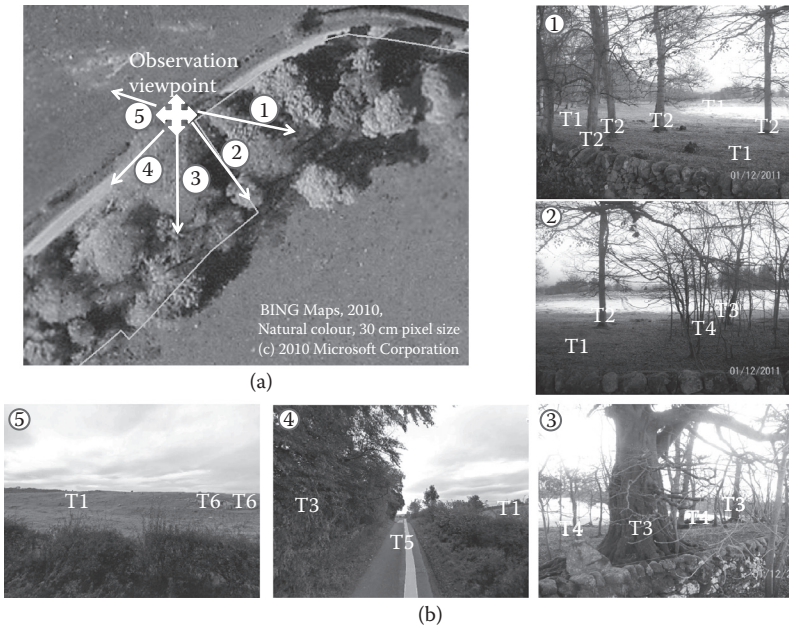 Observation
viewpoint
1
5
2
4
3
BING Maps, 2010,
Natural colour, 30 cm pixel size
(c) 2010 Microsoft Corporation
(a)
1
T1
T1 T2 T2 T2 T2
T1
01/12/2011
2
T2 T3
T4
T1
01/12/2011
5
T1 T6 T6
4
T3 T1
T5
3
T3
T4 T3 T4
(b)